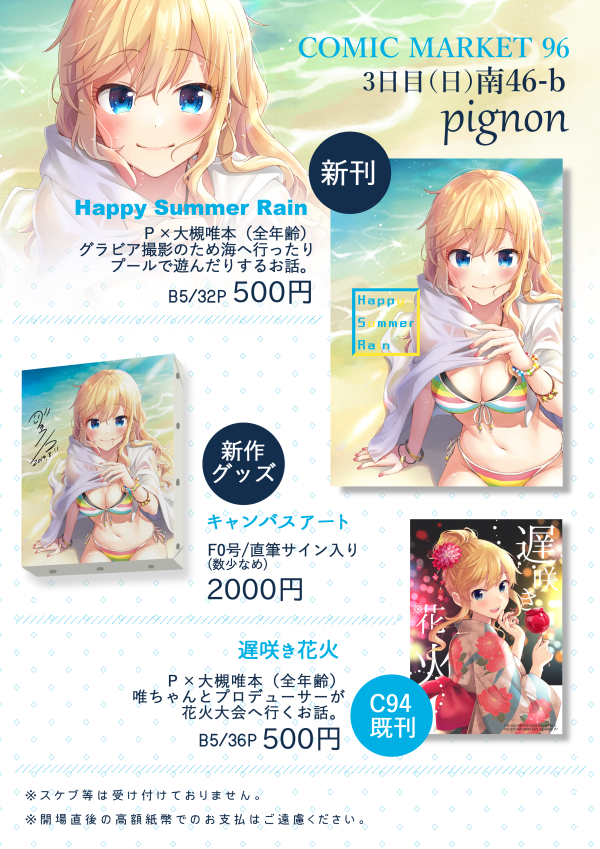 COMIC MARKET 96
3日目(日)南46-b
pignon
新刊
Happy Summer Rain
P×大槻唯本(全年齢)
グラビア撮影のため海へ行ったり
プールで遊んだりするお話。
B5/32P 500円
Happy
Summer
Rain
新作
グッズ
キャンバスアート
F0号/直筆サイン入り
(数少なめ)
2000円
遅咲き
花火
遅咲き花火
P×大槻唯本(全年齢)
唯ちゃんとプロデューサーが
花火大会へ行くお話。
B5/36P 500円
C94
既刊
※スケブ等は受け付けておりません。
※開場直後の高額紙幣でのお支払はご遠慮ください。